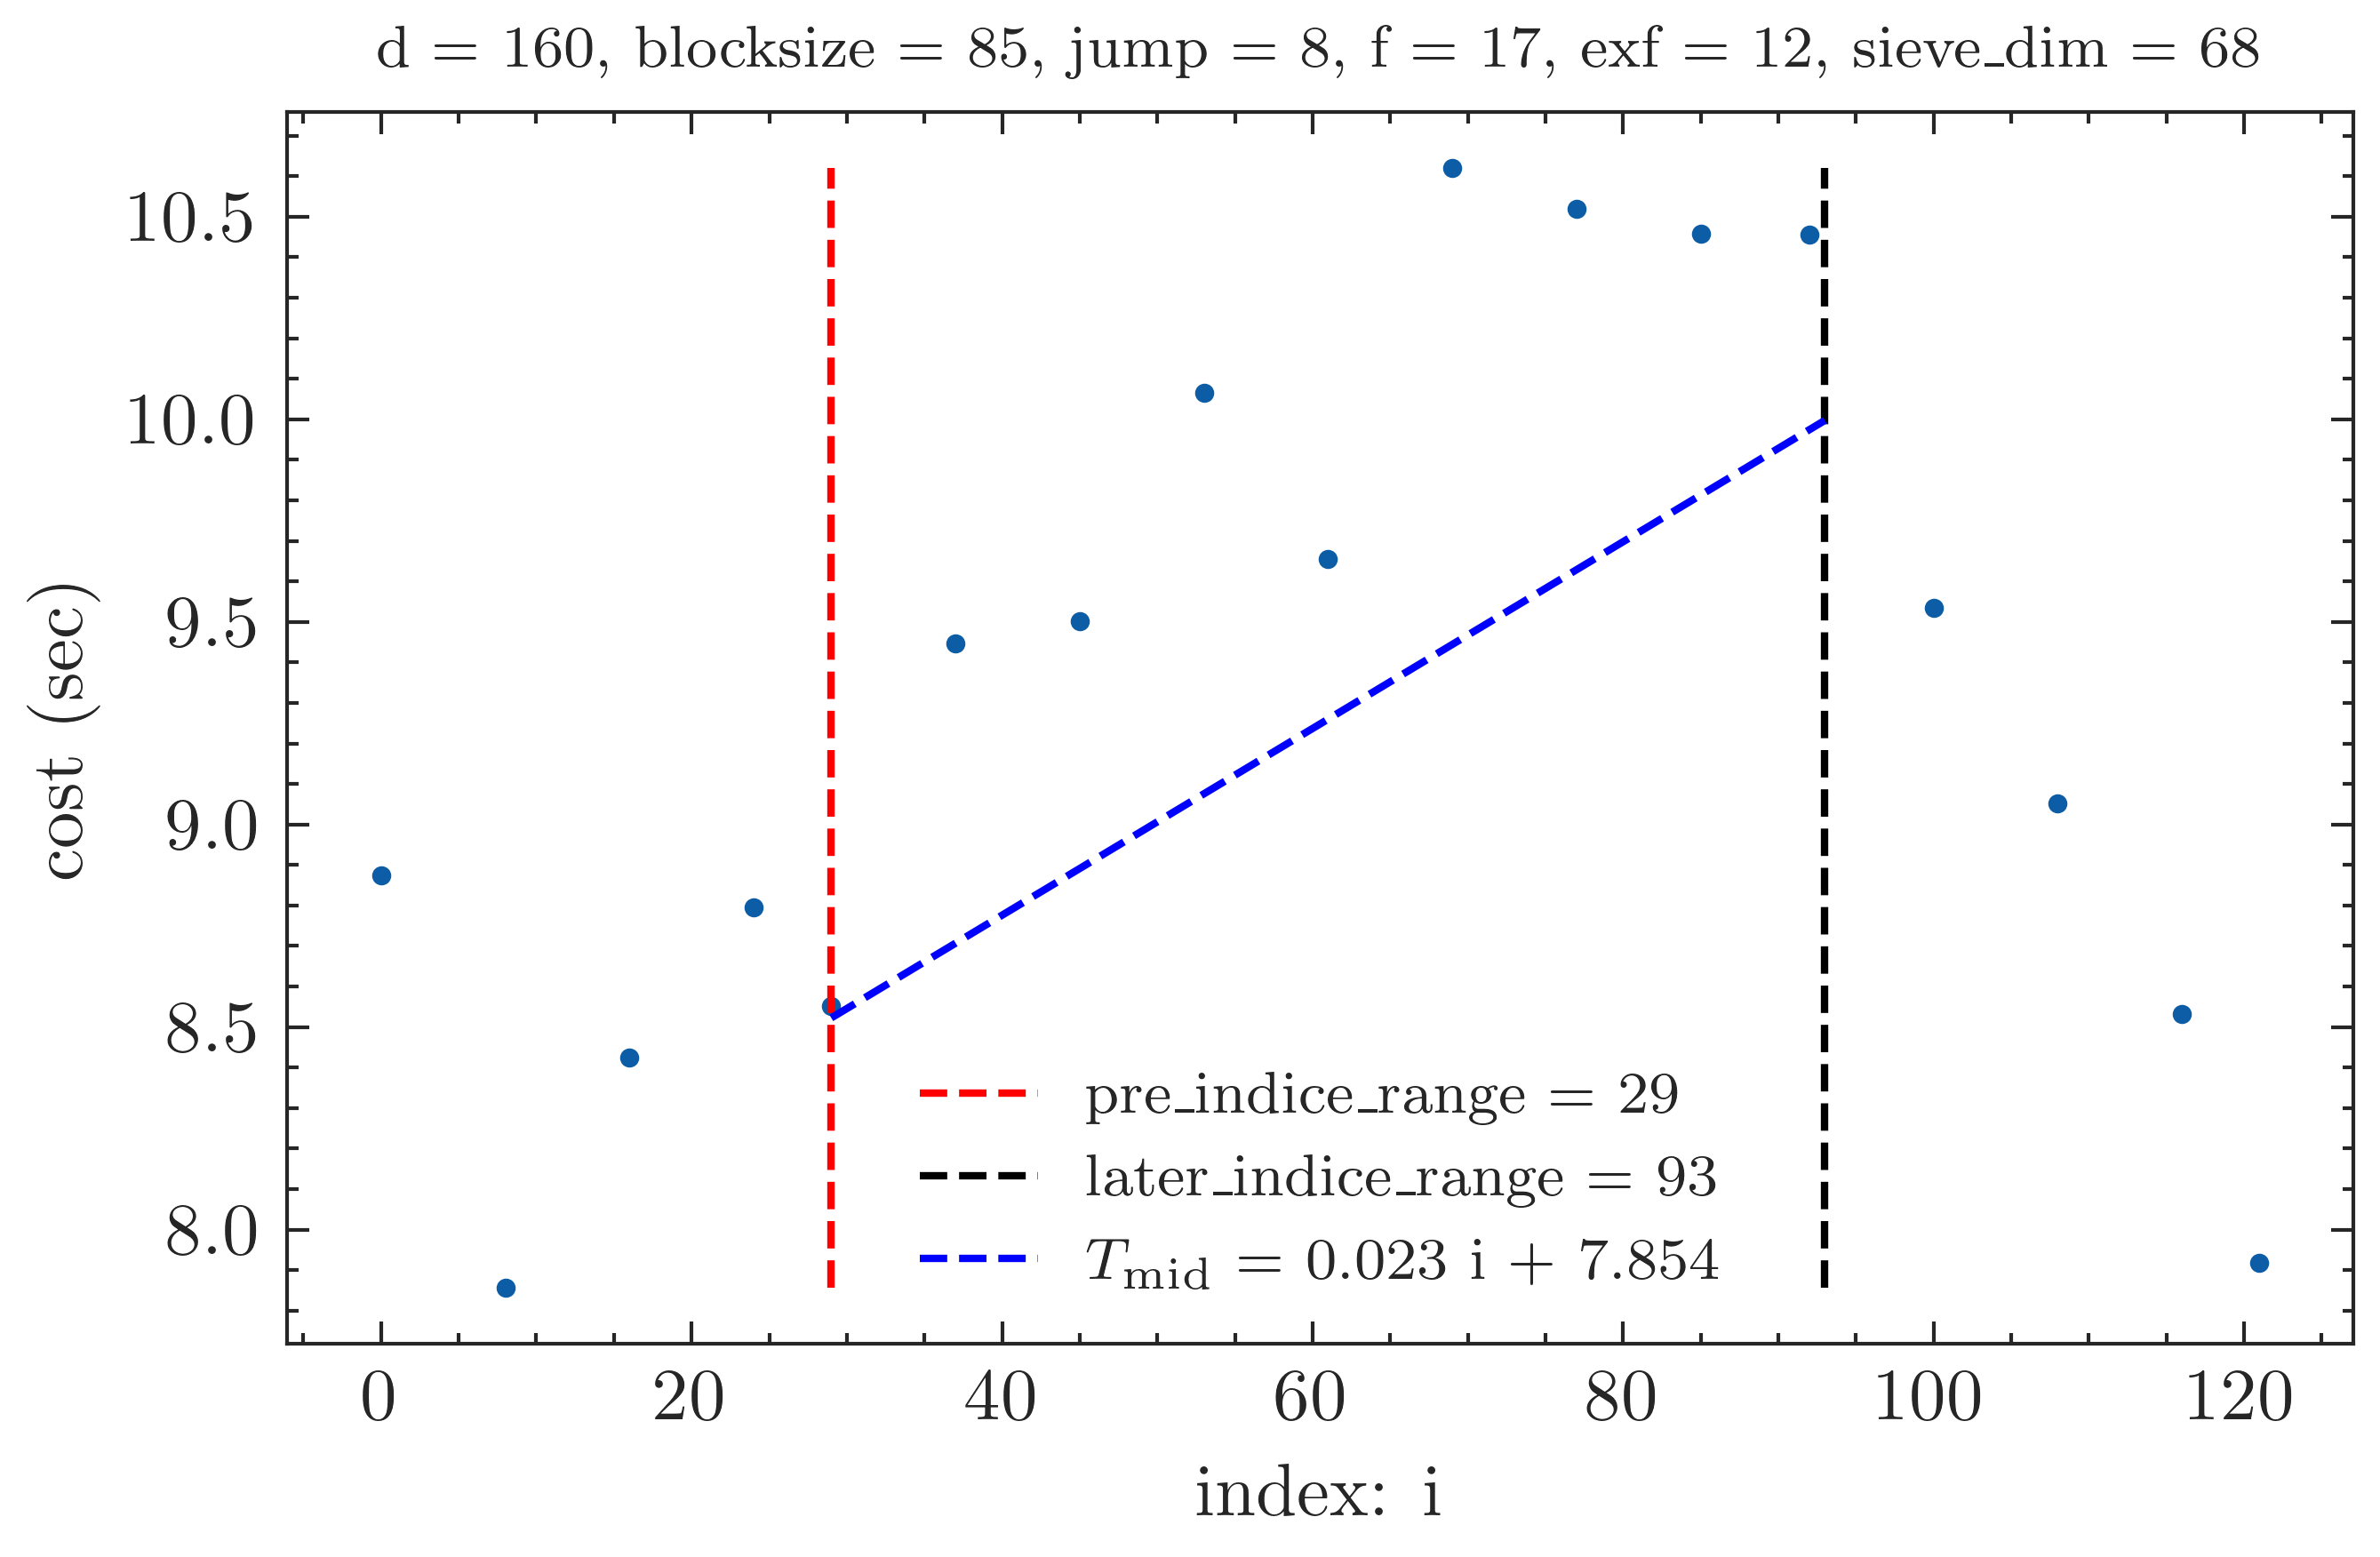 d = 160, blocksize = 85, jump = 8, f = 17, exf = 12, sieve_dim = 68
cost (sec)
10.5
10.0
9.5
9.0
8.5
8.0
pre_indice_range = 29
later_indice_range = 93
T_mid = 0.023 i + 7.854
0 20 40 60 80 100 120
index: i